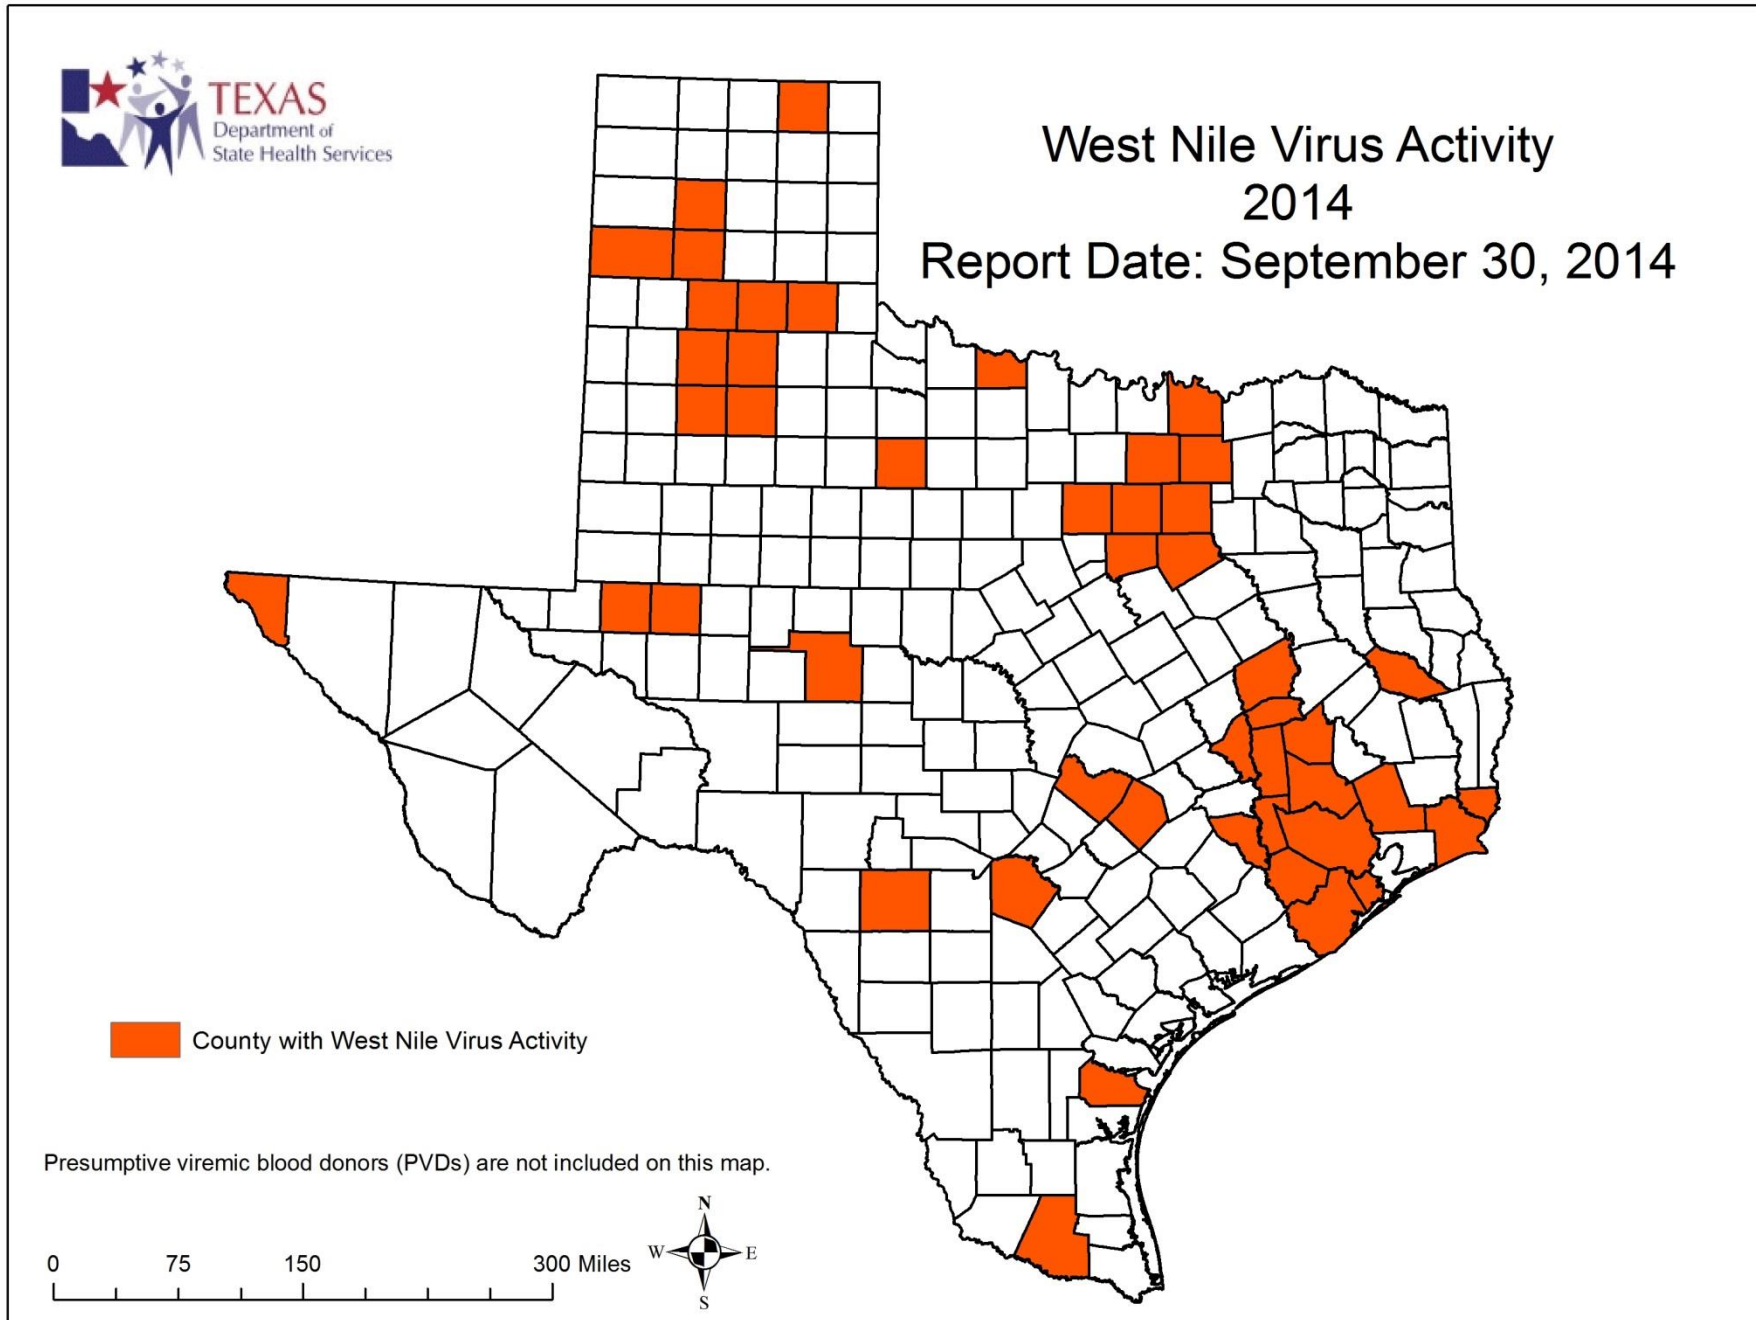 TEXAS
Department of
State Health Services
West Nile Virus Activity
2014
Report Date: September 30, 2014
County with West Nile Virus Activity
Presumptive viremic blood donors (PVDs) are not included on this map.
N
W E
S
0 75 150 300 Miles